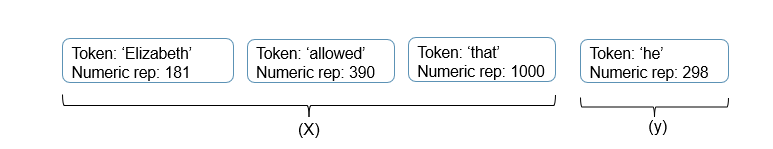 Token: ‘Elizabeth’
Numeric rep: 181
Token: ‘allowed’
Numeric rep: 390
Token: ‘that’
Numeric rep: 1000
Token: ‘he’
Numeric rep: 298
(X)
(y)